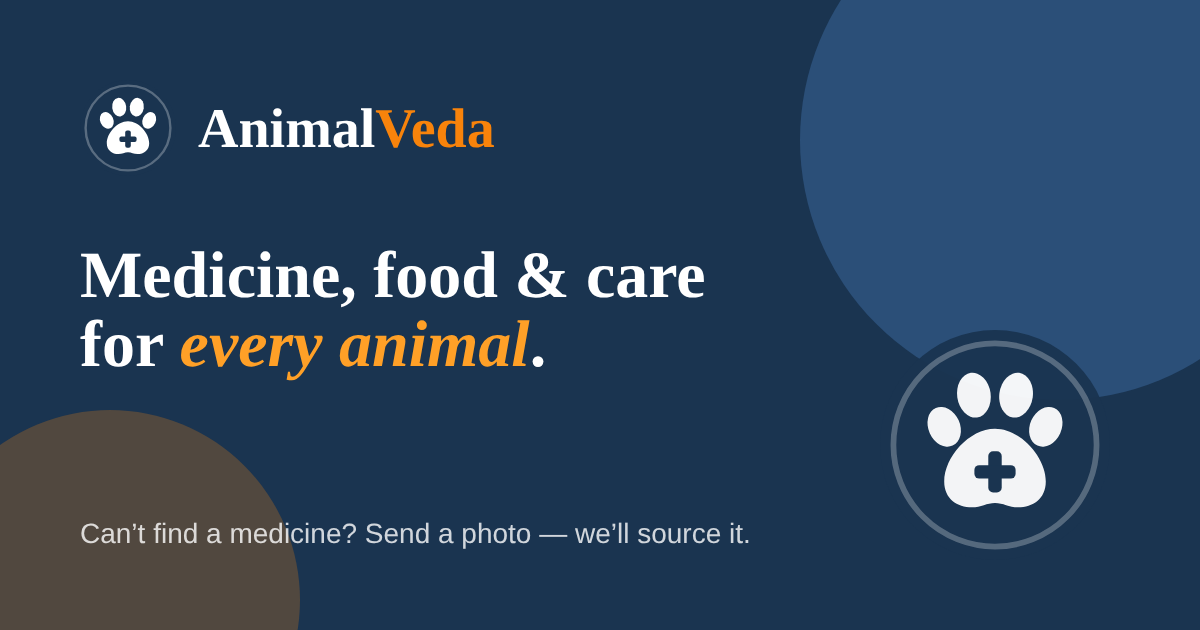 AnimalVeda
Medicine, food & care
for every animal.
Can’t find a medicine? Send a photo — we’ll source it.